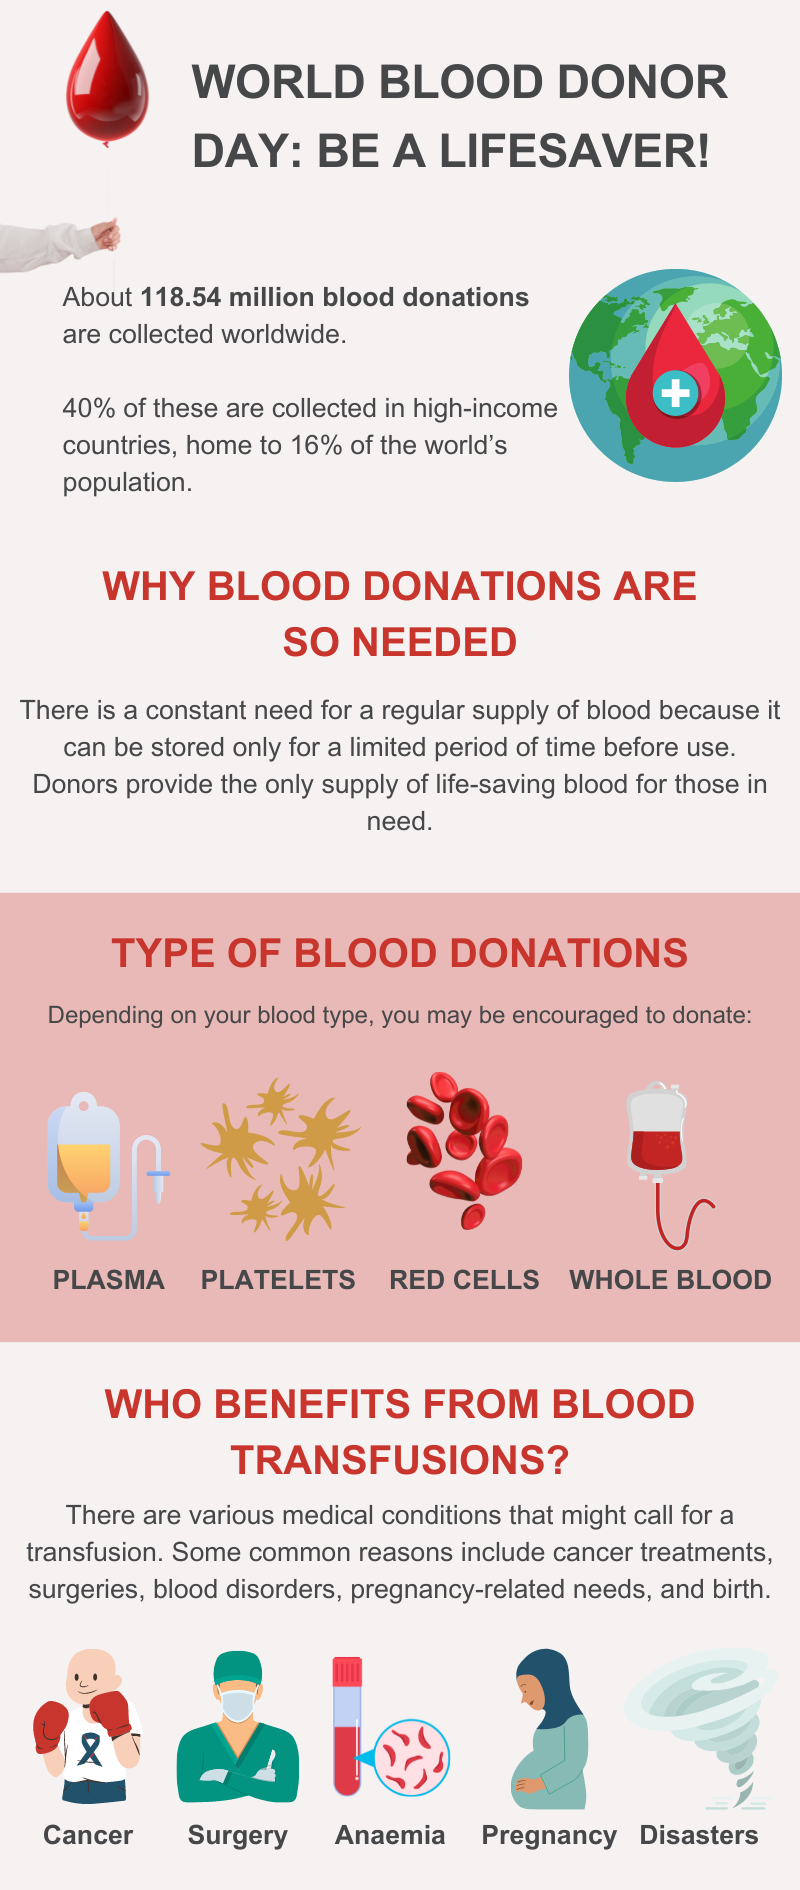 WORLD BLOOD DONOR
DAY: BE A LIFESAVER!
About 118.54 million blood donations
are collected worldwide.
40% of these are collected in high-income
countries, home to 16% of the world’s
population.
WHY BLOOD DONATIONS ARE
SO NEEDED
There is a constant need for a regular supply of blood because it
can be stored only for a limited period of time before use.
Donors provide the only supply of life-saving blood for those in
need.
TYPE OF BLOOD DONATIONS
Depending on your blood type, you may be encouraged to donate:
PLASMA PLATELETS RED CELLS WHOLE BLOOD
WHO BENEFITS FROM BLOOD
TRANSFUSIONS?
There are various medical conditions that might call for a
transfusion. Some common reasons include cancer treatments,
surgeries, blood disorders, pregnancy-related needs, and birth.
Cancer Surgery Anaemia Pregnancy Disasters